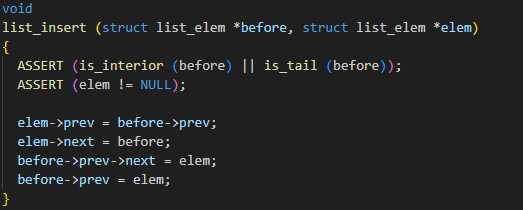 void
list_insert (struct list_elem *before, struct list_elem *elem)
{
  ASSERT (is_interior (before) || is_tail (before));
  ASSERT (elem != NULL);

  elem->prev = before->prev;
  elem->next = before;
  before->prev->next = elem;
  before->prev = elem;
}